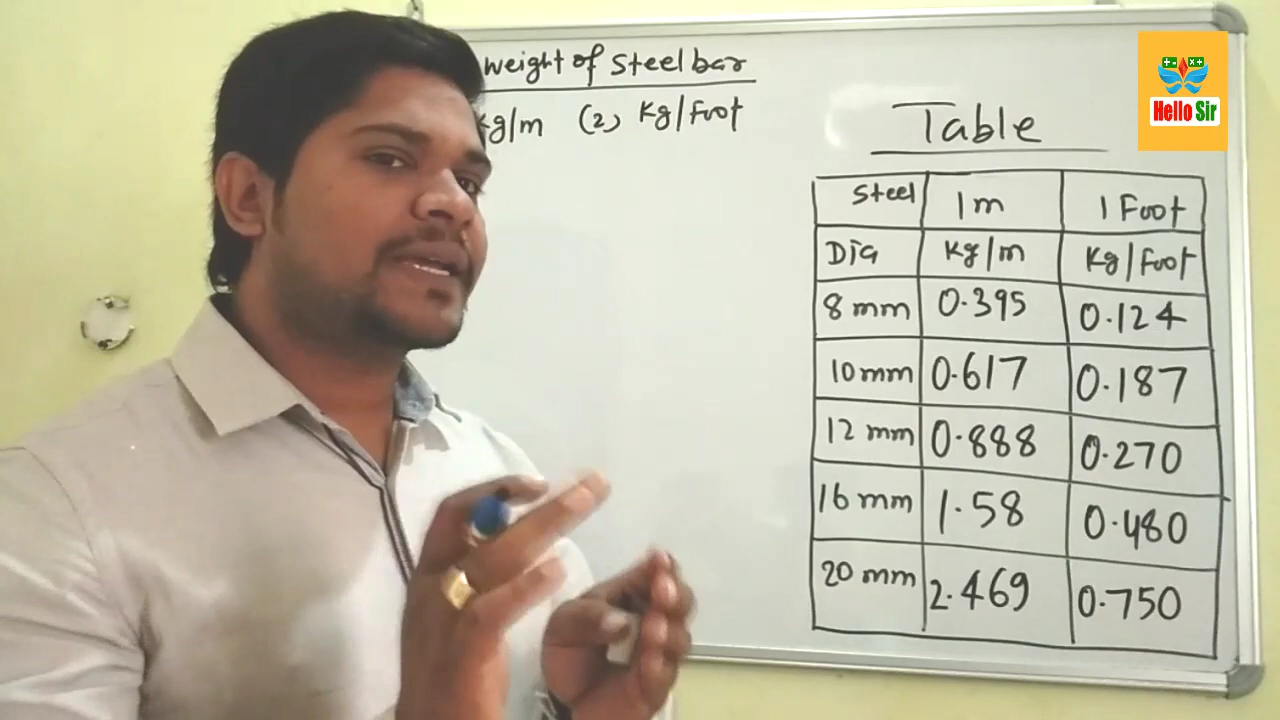 weight of Steel bar
kg/m (2) Kg/Foot
Hello Sir
Table
Steel 1m 1 Foot
Dia Kg/m Kg/Foot
8 mm 0.395 0.124
10 mm 0.617 0.187
12 mm 0.888 0.270
16 mm 1.58 0.480
20 mm 2.469 0.750